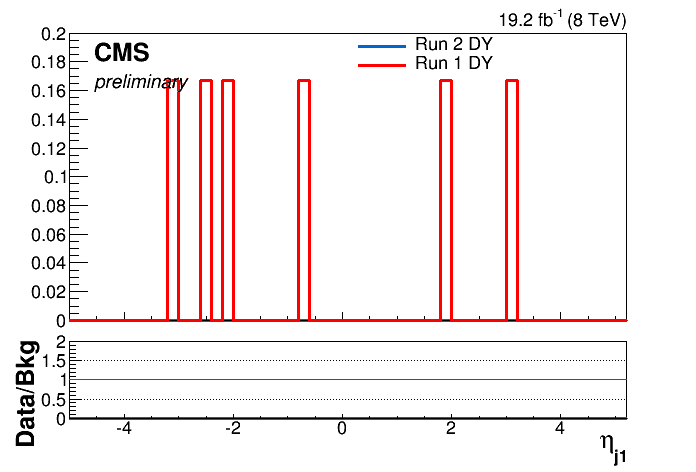 19.2 fb⁻¹ (8 TeV)
CMS
preliminary
Run 2 DY
Run 1 DY
0.2
0.18
0.16
0.14
0.12
0.1
0.08
0.06
0.04
0.02
0
Data/Bkg
2
1.5
1
0.5
0
-4 -2 0 2 4
η_j1